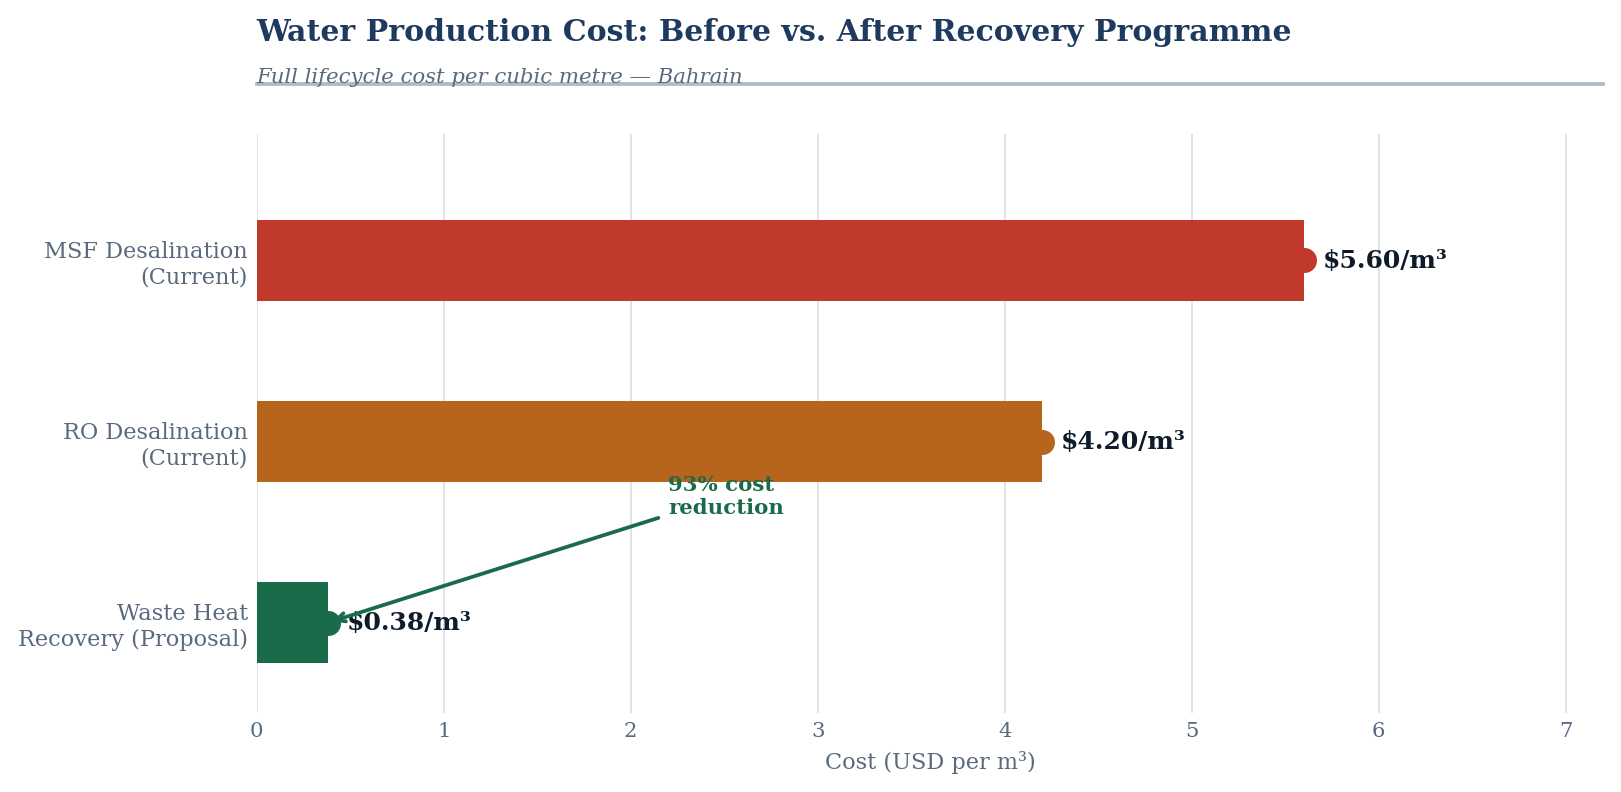 Water Production Cost: Before vs. After Recovery Programme
Full lifecycle cost per cubic metre — Bahrain
MSF Desalination
(Current)
$5.60/m³
RO Desalination
(Current)
$4.20/m³
93% cost
reduction
Waste Heat
Recovery (Proposal)
$0.38/m³
0 1 2 3 4 5 6 7
Cost (USD per m³)